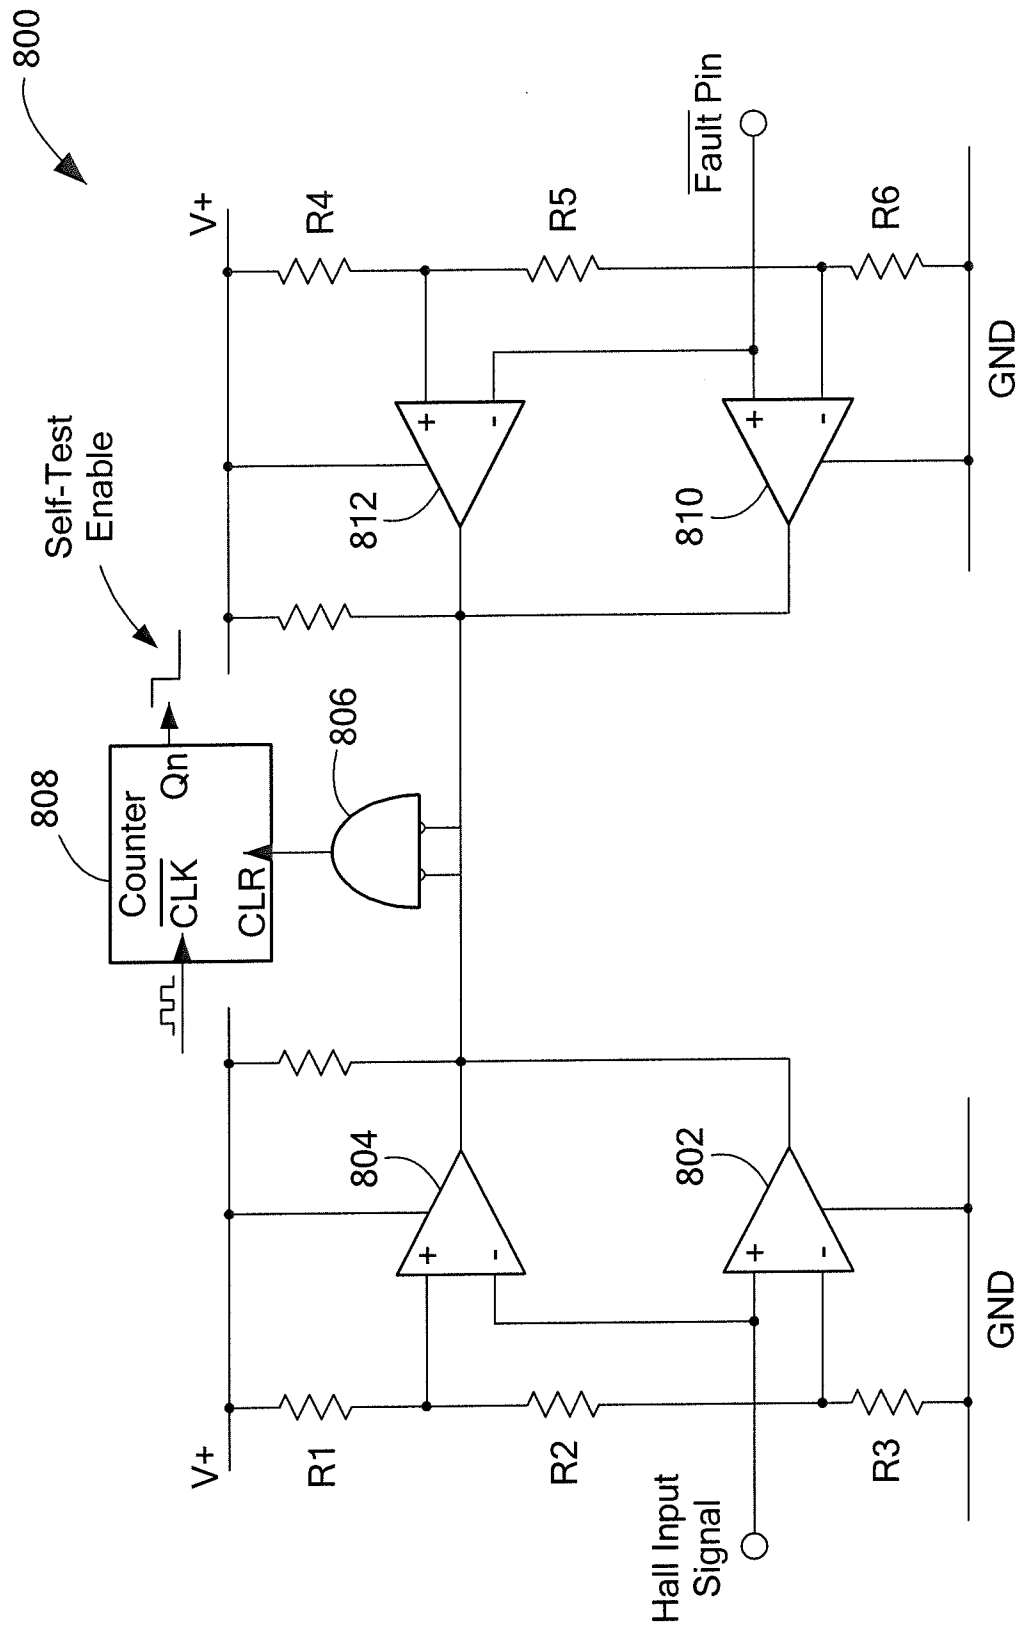 800
Self-Test
Enable
808
Counter
CLK
Qn
CLR
V+
V+
R1
R4
806
804
812
+
-
+
-
R2
R5
Hall Input
Signal
802
810
Fault Pin
+
-
+
-
R3
R6
GND
GND